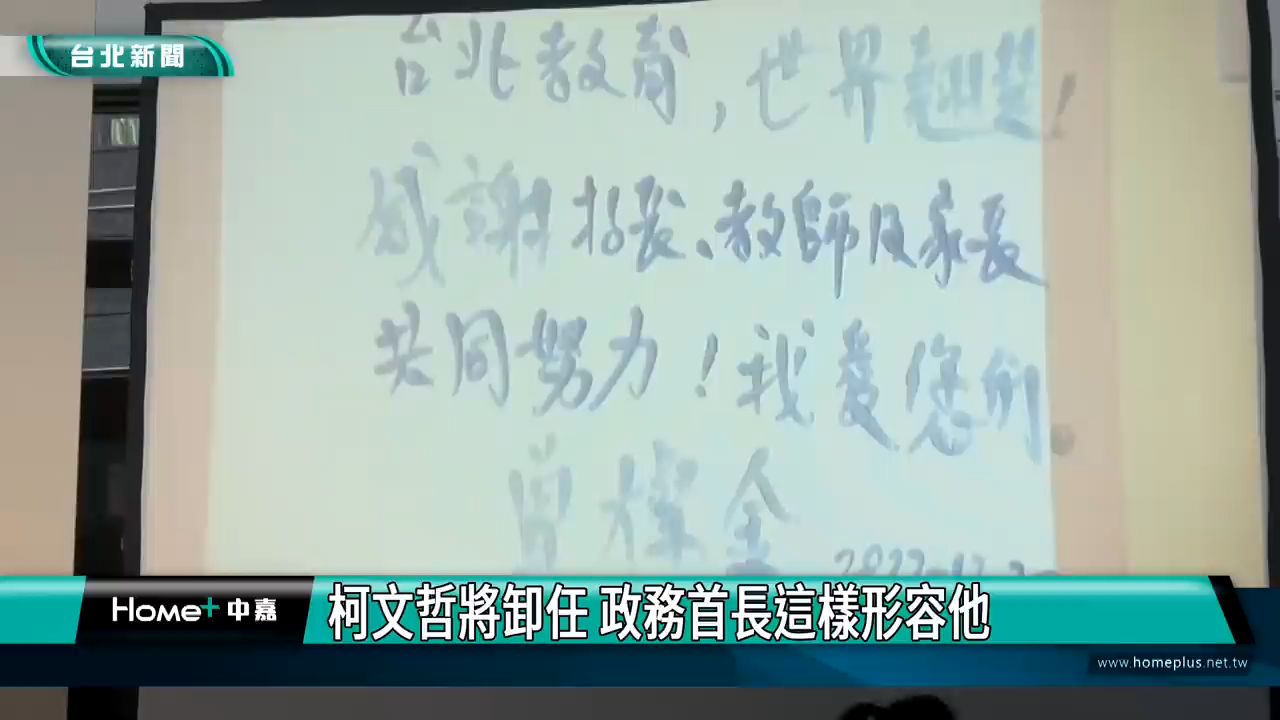 台北新聞
台北教育，世界翹楚！
感謝校長、教師及家長
共同努力！我愛您們。
曾燦金
Home+中嘉
柯文哲將卸任 政務首長這樣形容他
www.homeplus.net.tw